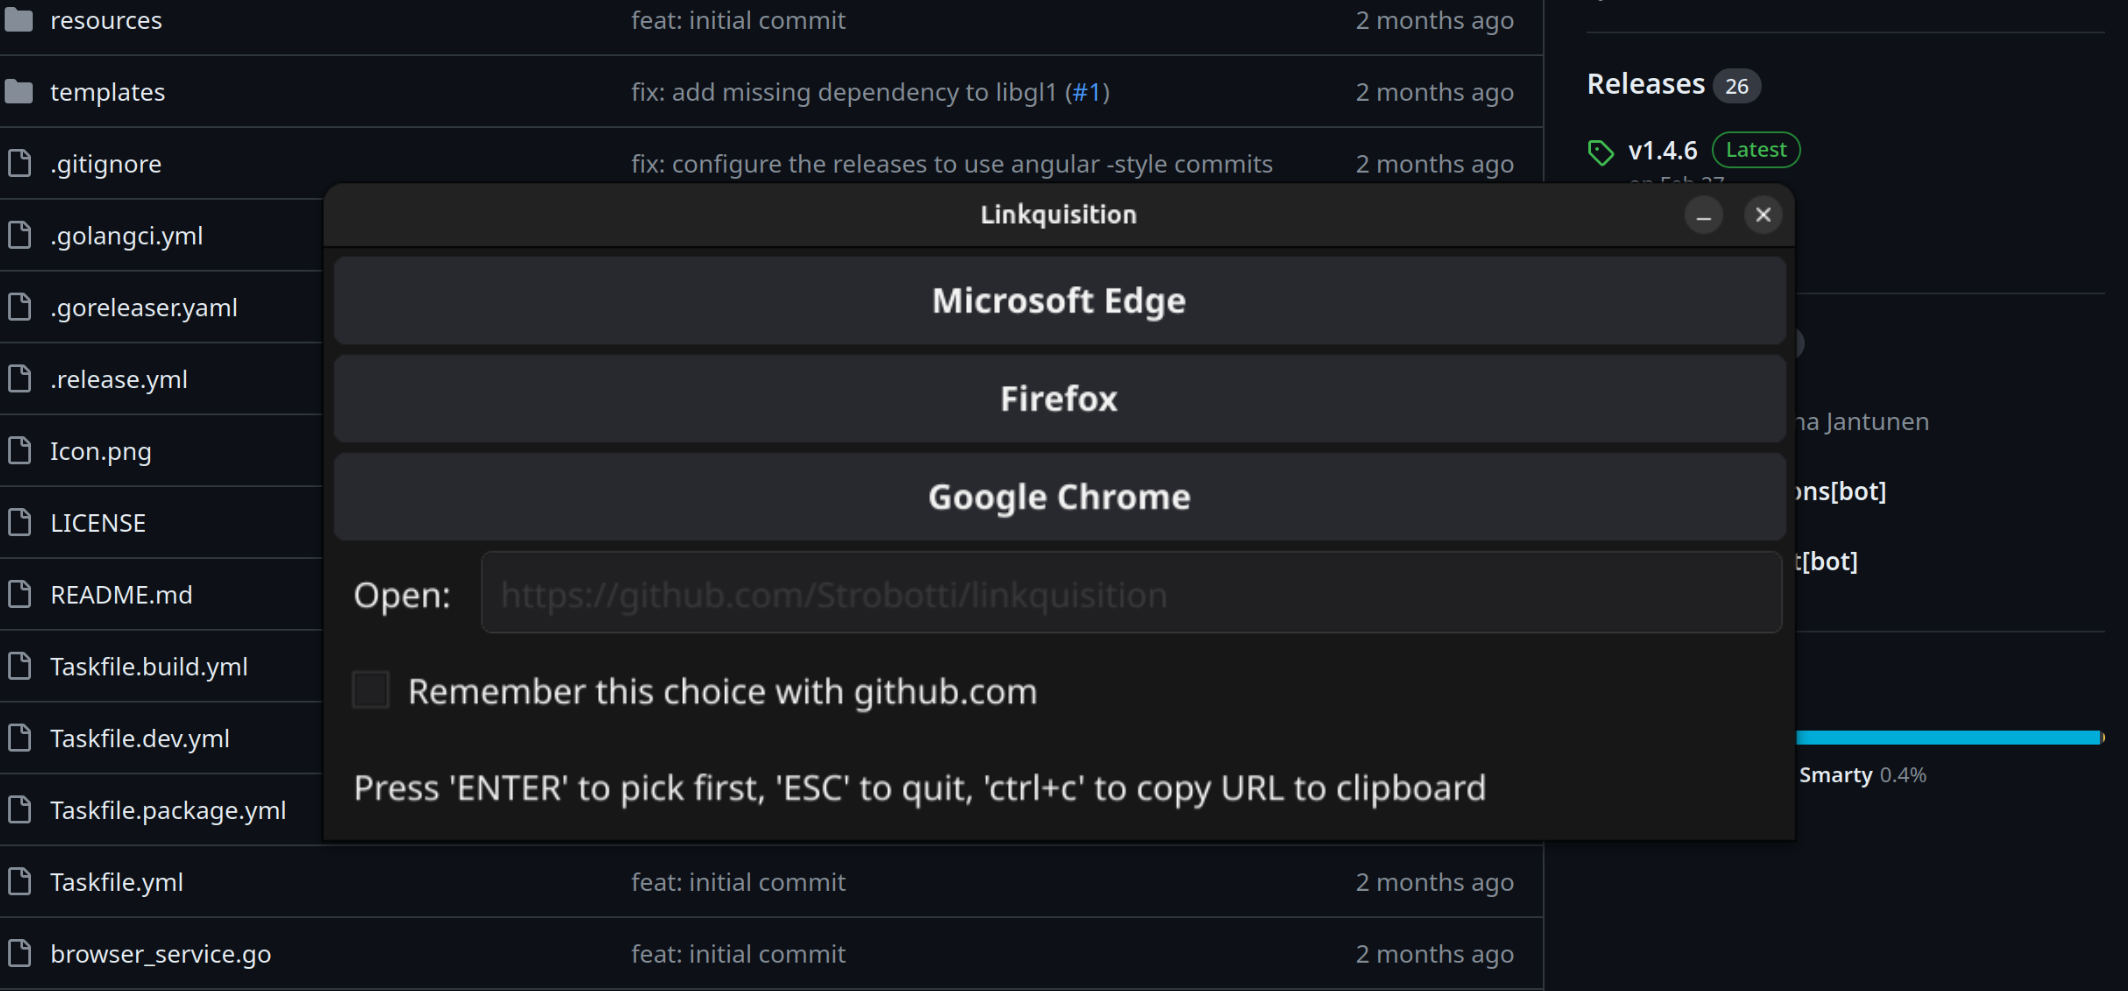 resources feat: initial commit 2 months ago
templates fix: add missing dependency to libgl1 (#1) 2 months ago
.gitignore fix: configure the releases to use angular -style commits 2 months ago
.golangci.yml
.goreleaser.yaml
.release.yml
Icon.png
LICENSE
README.md
Taskfile.build.yml
Taskfile.dev.yml
Taskfile.package.yml
Taskfile.yml feat: initial commit 2 months ago
browser_service.go feat: initial commit 2 months ago
Linkquisition
Microsoft Edge
Firefox
Google Chrome
Open: https://github.com/Strobotti/linkquisition
Remember this choice with github.com
Press 'ENTER' to pick first, 'ESC' to quit, 'ctrl+c' to copy URL to clipboard
Releases 26
v1.4.6 Latest
on Feb 27
na Jantunen
ons[bot]
t[bot]
Smarty 0.4%